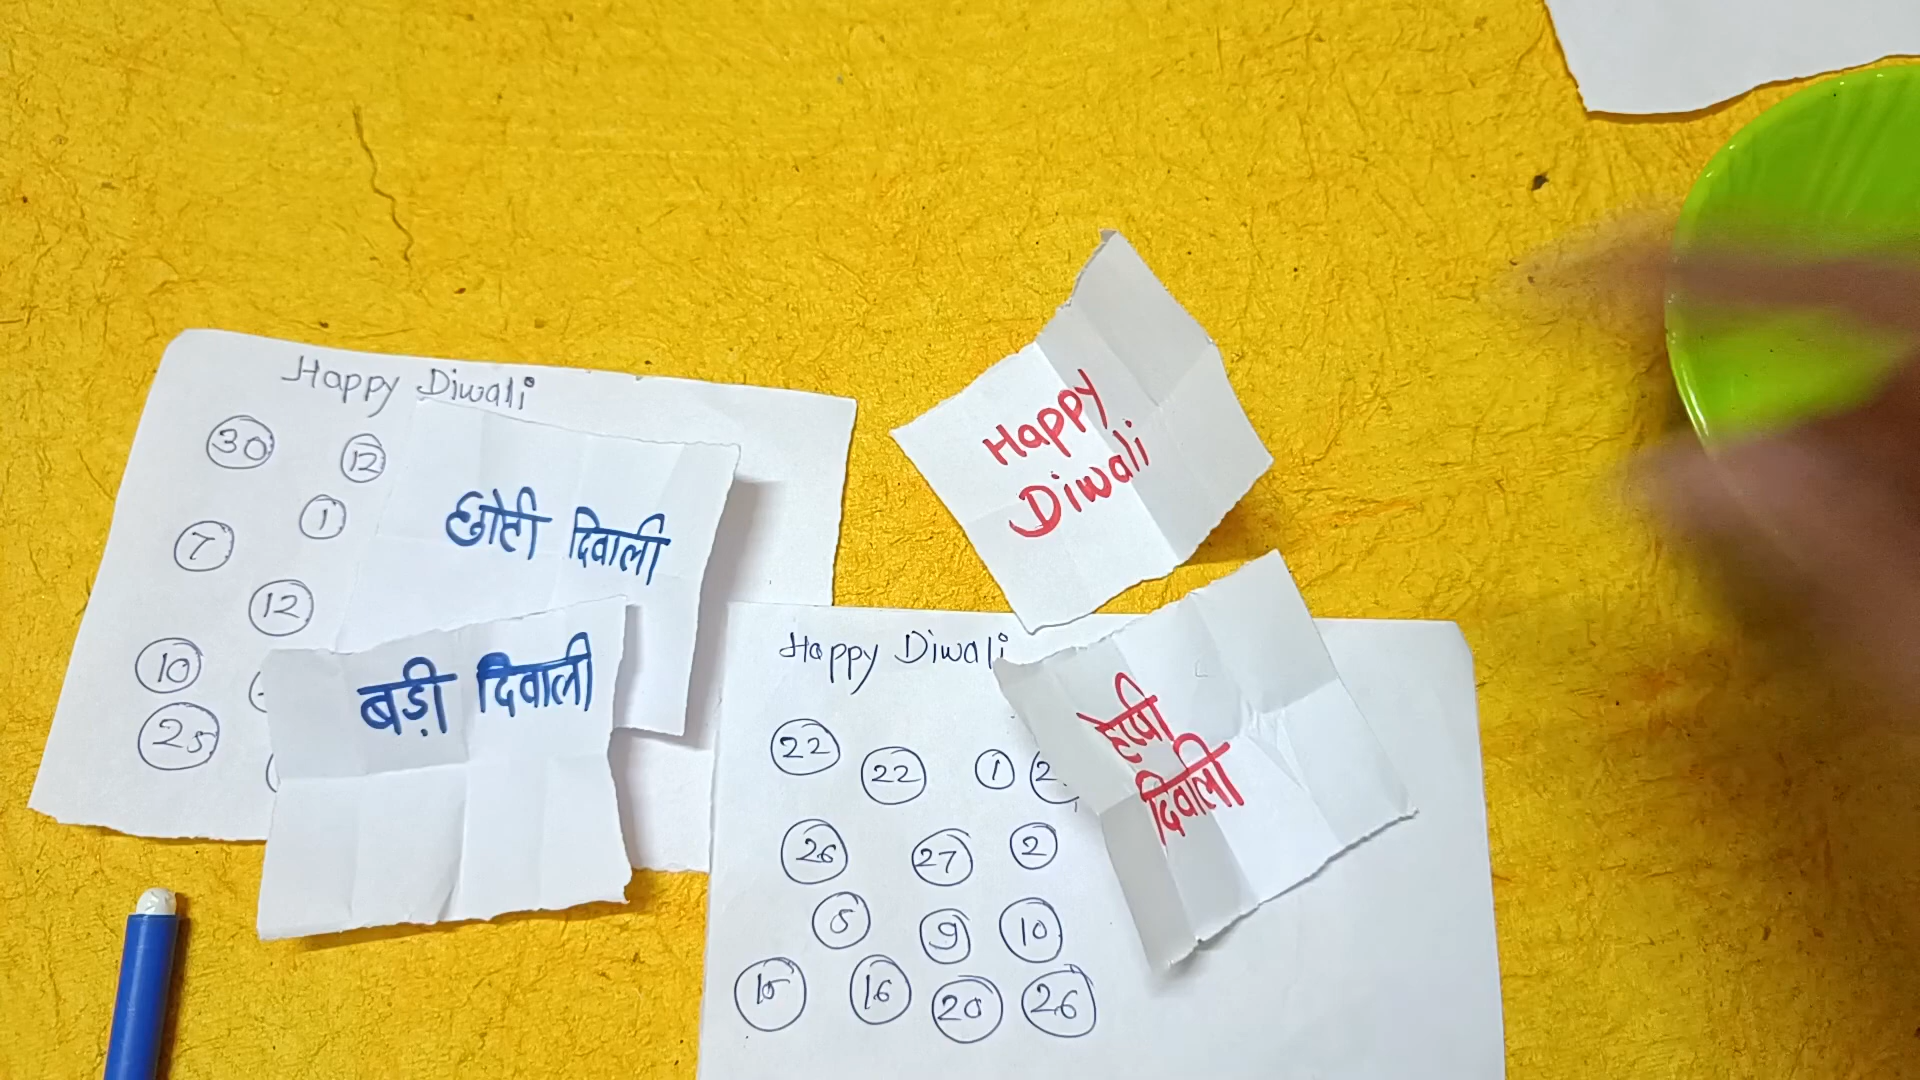 Happy Diwali
30 12
1
7
12
10
25
छोटी दिवाली
बड़ी दिवाली
Happy
Diwali
Happy Diwali
हैप्पी
दिवाली
22 22 1
26 27 2
5 9 10
15 16 20 26